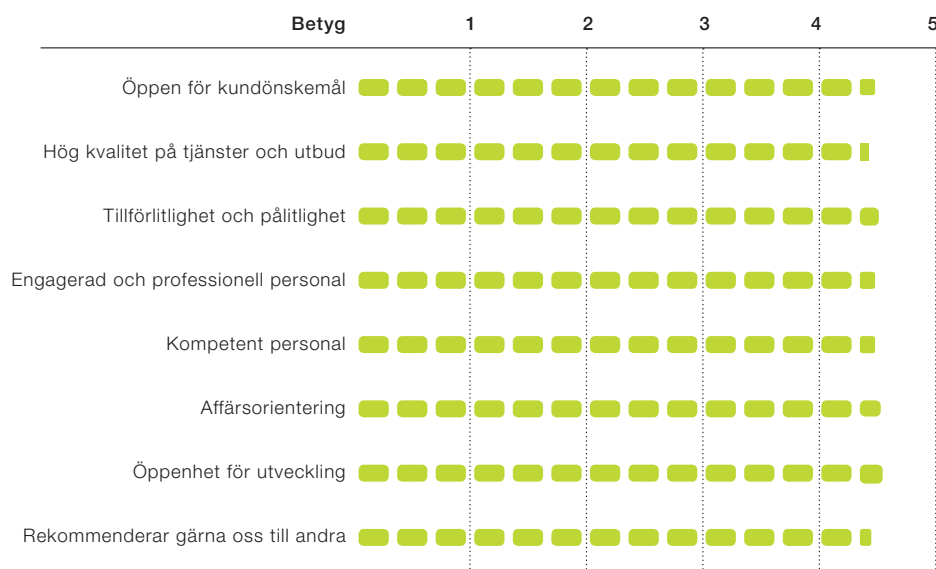 Betyg 1 2 3 4 5
Öppen för kundönskemål
Hög kvalitet på tjänster och utbud
Tillförlitlighet och pålitlighet
Engagerad och professionell personal
Kompetent personal
Affärsorientering
Öppenhet för utveckling
Rekommenderar gärna oss till andra